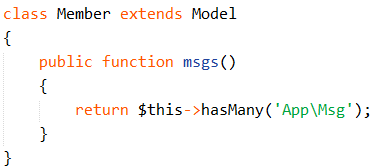 class Member extends Model
{
    public function msgs()
    {
        return $this->hasMany('App\Msg');
    }
}